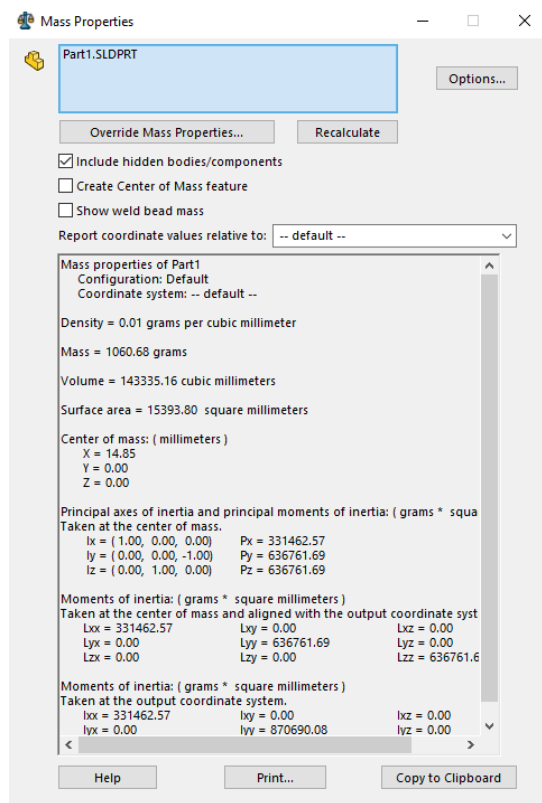 Mass Properties
Part1.SLDPRT
Options...
Override Mass Properties... Recalculate
Include hidden bodies/components
Create Center of Mass feature
Show weld bead mass
Report coordinate values relative to: -- default --
Mass properties of Part1
Configuration: Default
Coordinate system: -- default --
Density = 0.01 grams per cubic millimeter
Mass = 1060.68 grams
Volume = 143335.16 cubic millimeters
Surface area = 15393.80 square millimeters
Center of mass: ( millimeters )
X = 14.85
Y = 0.00
Z = 0.00
Principal axes of inertia and principal moments of inertia: ( grams * squa
Taken at the center of mass.
Ix = ( 1.00, 0.00, 0.00) Px = 331462.57
Iy = ( 0.00, 0.00, -1.00) Py = 636761.69
Iz = ( 0.00, 1.00, 0.00) Pz = 636761.69
Moments of inertia: ( grams * square millimeters )
Taken at the center of mass and aligned with the output coordinate syst
Lxx = 331462.57 Lxy = 0.00 Lxz = 0.00
Lyx = 0.00 Lyy = 636761.69 Lyz = 0.00
Lzx = 0.00 Lzy = 0.00 Lzz = 636761.6
Moments of inertia: ( grams * square millimeters )
Taken at the output coordinate system.
Ixx = 331462.57 Ixy = 0.00 Ixz = 0.00
Iyx = 0.00 Iyy = 870690.08 Iyz = 0.00
Help Print... Copy to Clipboard